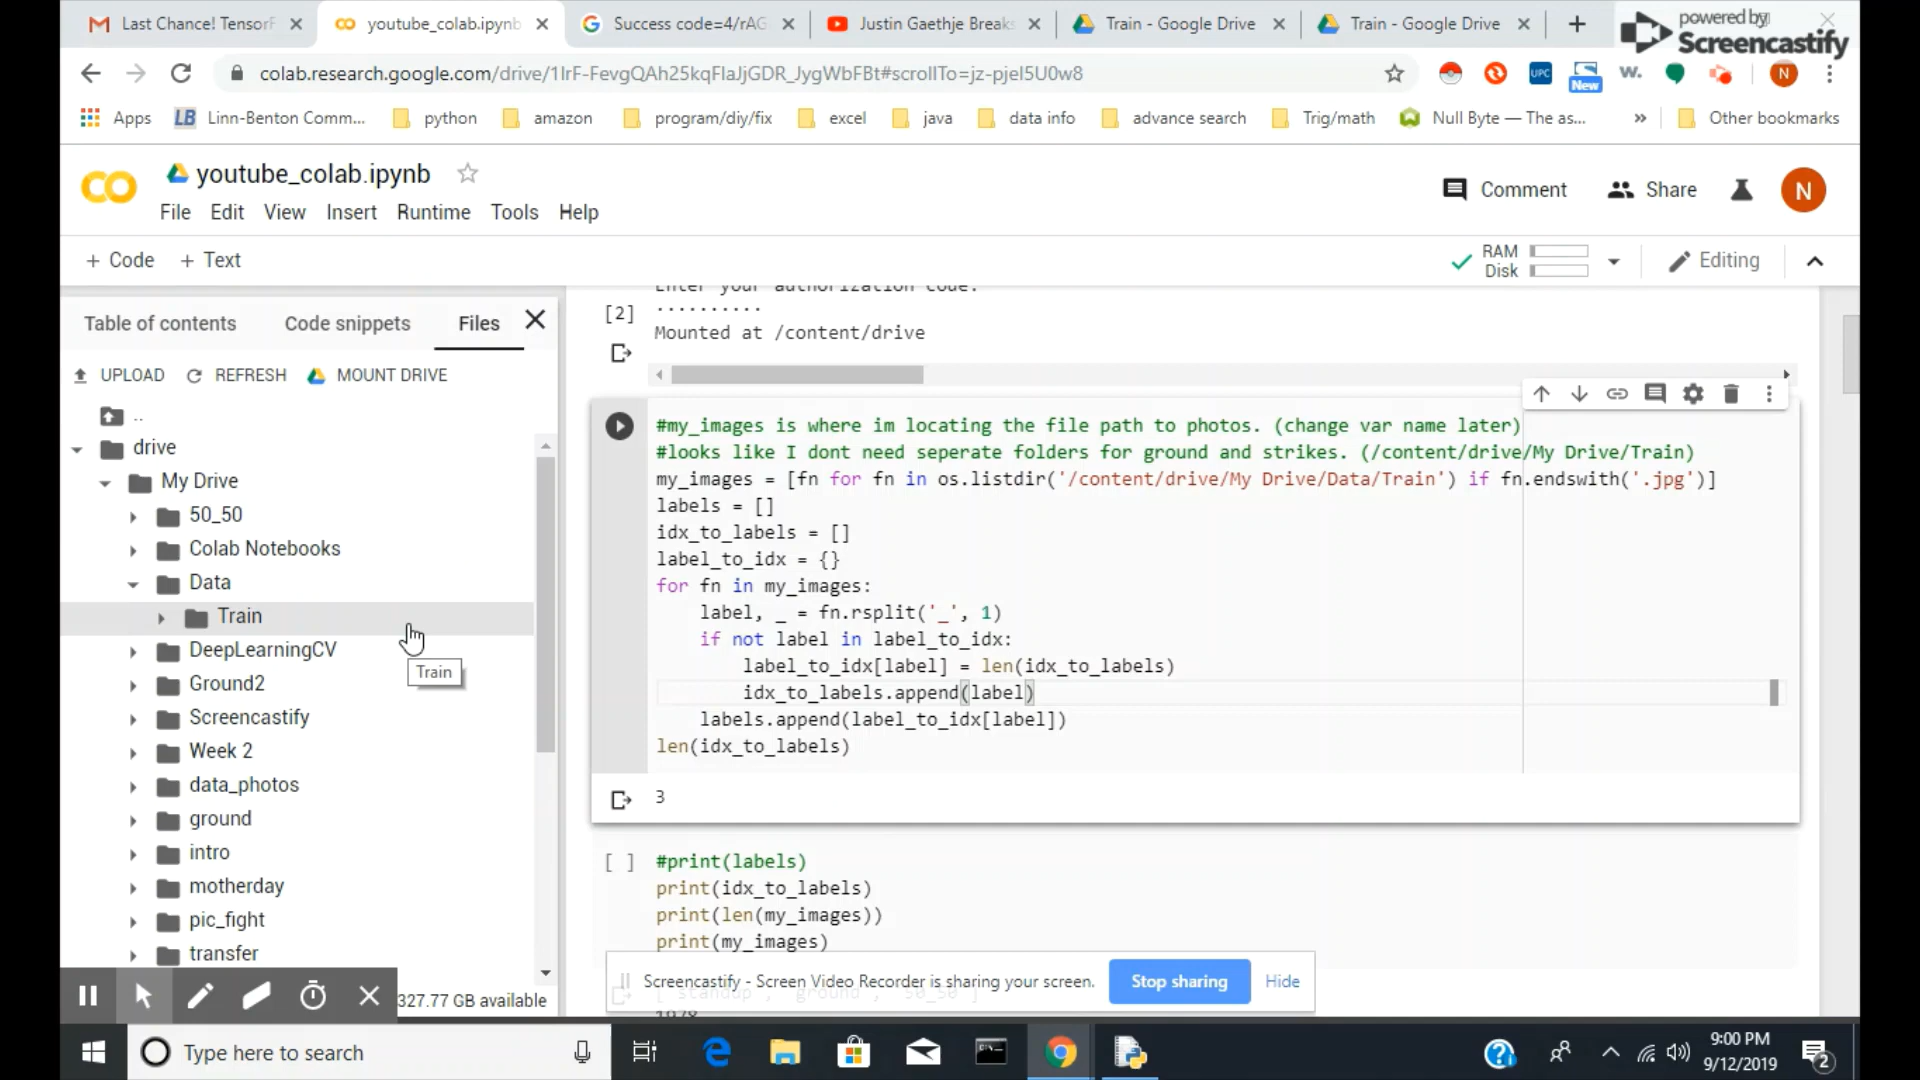 Last Chance! TensorF
youtube_colab.ipynb
Success code=4/rAG
Justin Gaethje Breaks
Train - Google Drive
Train - Google Drive
powered by
Screencastify
colab.research.google.com/drive/1IrF-FevgQAh25kqFlaJjGDR_JygWbFBt#scrollTo=jz-pjeI5U0w8
UPC
New
N
Apps
LB Linn-Benton Comm...
python
amazon
program/diy/fix
excel
java
data info
advance search
Trig/math
Null Byte — The as...
»
Other bookmarks
youtube_colab.ipynb
Comment
Share
N
File Edit View Insert Runtime Tools Help
+ Code + Text
RAM
Disk
Editing
Table of contents
Code snippets
Files
UPLOAD
REFRESH
MOUNT DRIVE
..
drive
My Drive
50_50
Colab Notebooks
Data
Train
DeepLearningCV
Train
Ground2
Screencastify
Week 2
data_photos
ground
intro
motherday
pic_fight
transfer
327.77 GB available
Enter your authorization code:
[2] ··········
Mounted at /content/drive
#my_images is where im locating the file path to photos. (change var name later)
#looks like I dont need seperate folders for ground and strikes. (/content/drive/My Drive/Train)
my_images = [fn for fn in os.listdir('/content/drive/My Drive/Data/Train') if fn.endswith('.jpg')]
labels = []
idx_to_labels = []
label_to_idx = {}
for fn in my_images:
    label, _ = fn.rsplit('_', 1)
    if not label in label_to_idx:
        label_to_idx[label] = len(idx_to_labels)
        idx_to_labels.append(label)
    labels.append(label_to_idx[label])
len(idx_to_labels)
3
[ ] #print(labels)
print(idx_to_labels)
print(len(my_images))
print(my_images)
Screencastify - Screen Video Recorder is sharing your screen.
Stop sharing
Hide
Type here to search
9:00 PM
9/12/2019
2